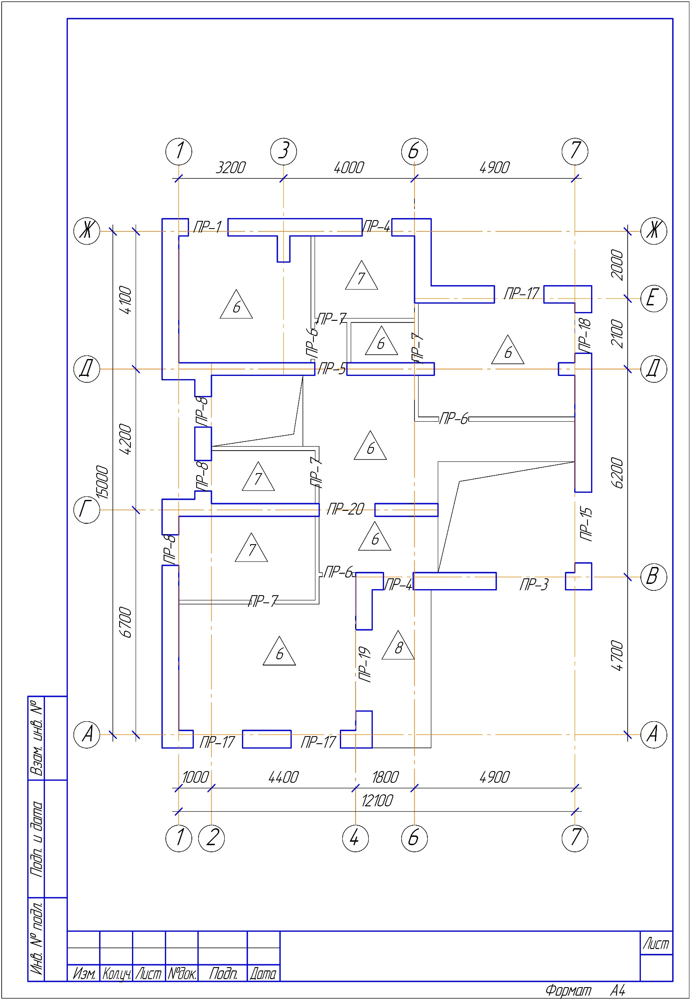 1 3 6 7
3200 4000 4900
Ж ПР-1 ПР-4 Ж
2000
7
4100 6 ПР-17 Е
ПР-7
ПР-6 6 ПР-7 6 ПР-18 2100
Д ПР-5 Д
ПР-8
ПР-6
4200 6
15000 ПР-8 7 ПР-7 6200
Г ПР-20 ПР-15
ПР-8 7 6
ПР-6 ПР-4 ПР-3 В
ПР-7
6700
6 ПР-19 8 4700
А ПР-17 ПР-17 А
1000 4400 1800 4900
12100
1 2 4 6 7
Взам. инв. №
Подп. и дата
Инв. № подл.
Лист
Изм. Кол.уч. Лист №док. Подп. Дата
Формат А4